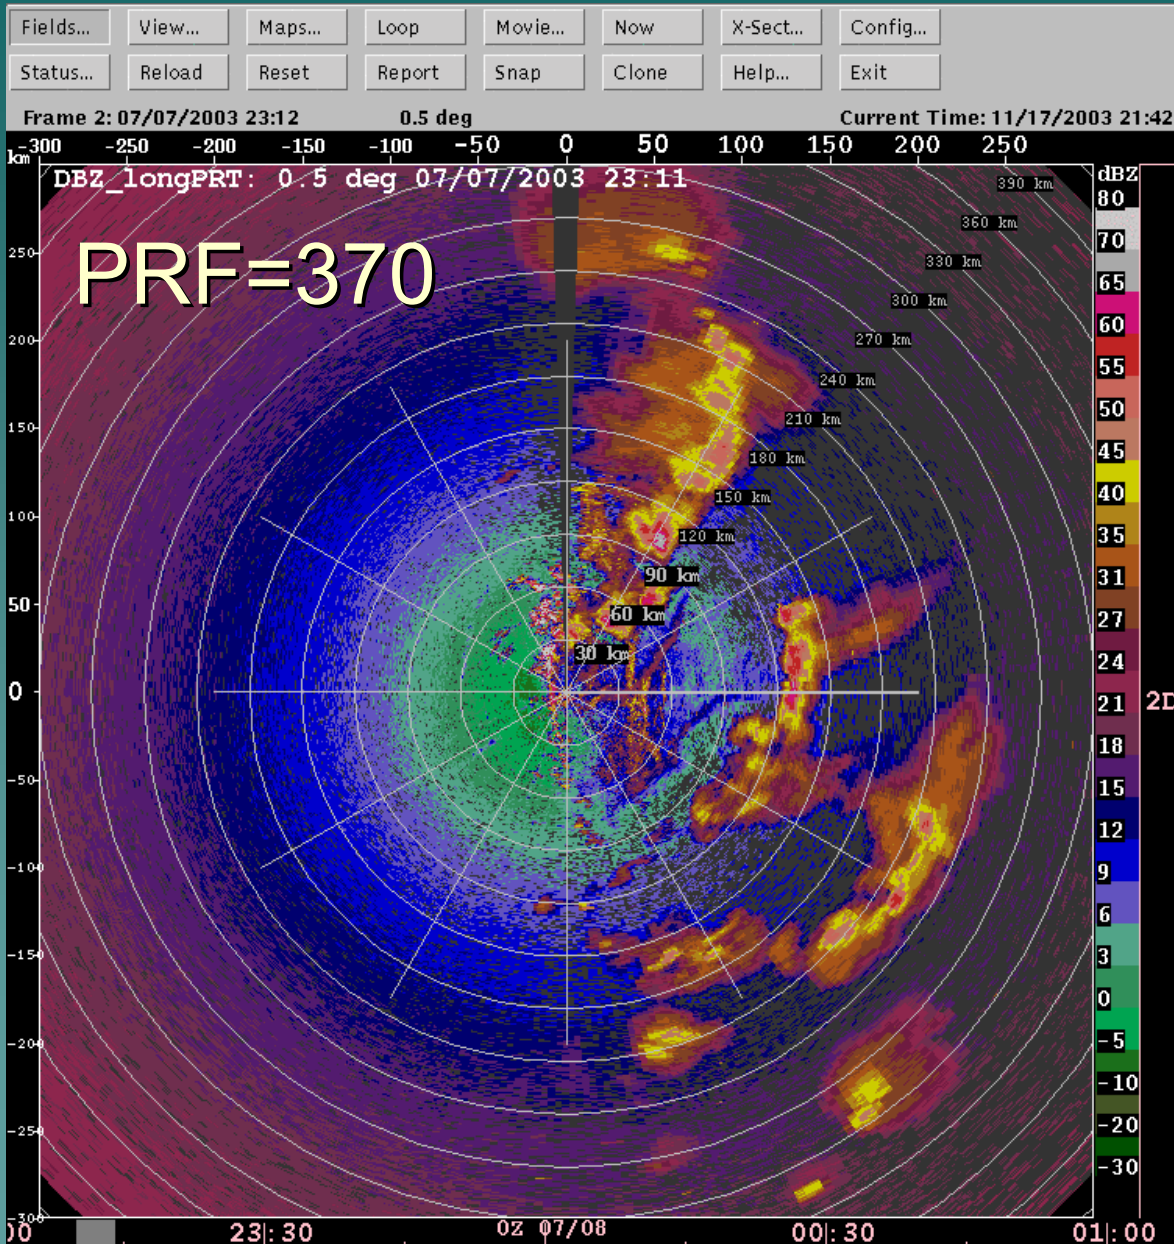 Fields... View... Maps... Loop Movie... Now X-Sect... Config...
Status... Reload Reset Report Snap Clone Help... Exit
Frame 2: 07/07/2003 23:12 0.5 deg Current Time: 11/17/2003 21:42
km -300 -250 -200 -150 -100 -50 0 50 100 150 200 250
DBZ_longPRT: 0.5 deg 07/07/2003 23:11
PRF=370
390 km
360 km
330 km
300 km
270 km
240 km
210 km
180 km
150 km
120 km
90 km
60 km
30 km
250
200
150
100
50
0
-50
-100
-150
-200
-250
-300
dBZ
80
70
65
60
55
50
45
40
35
31
27
24
21
18
15
12
9
6
3
0
-5
-10
-20
-30
2D
00 23:30 0Z 07/08 00:30 01:00